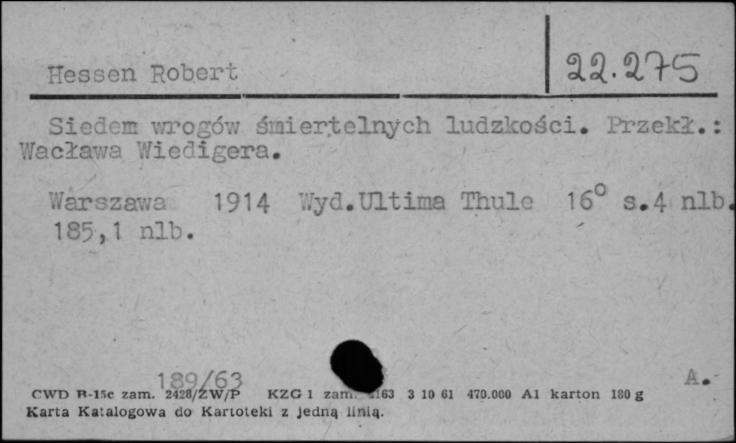 Hessen Robert
22.275
Siedem wrogów śmiertelnych ludzkości. Przekł.:
Wacława Wiedigera.
Warszawa 1914 Wyd.Ultima Thule 16° s.4 nlb.
185,1 nlb.
189/63
A.
CWD B-15c zam. 2428/ZW/P KZG 1 zam. 3 10 61 470.000 A1 karton 180 g
Karta Katalogowa do Kartoteki z jedną linią.